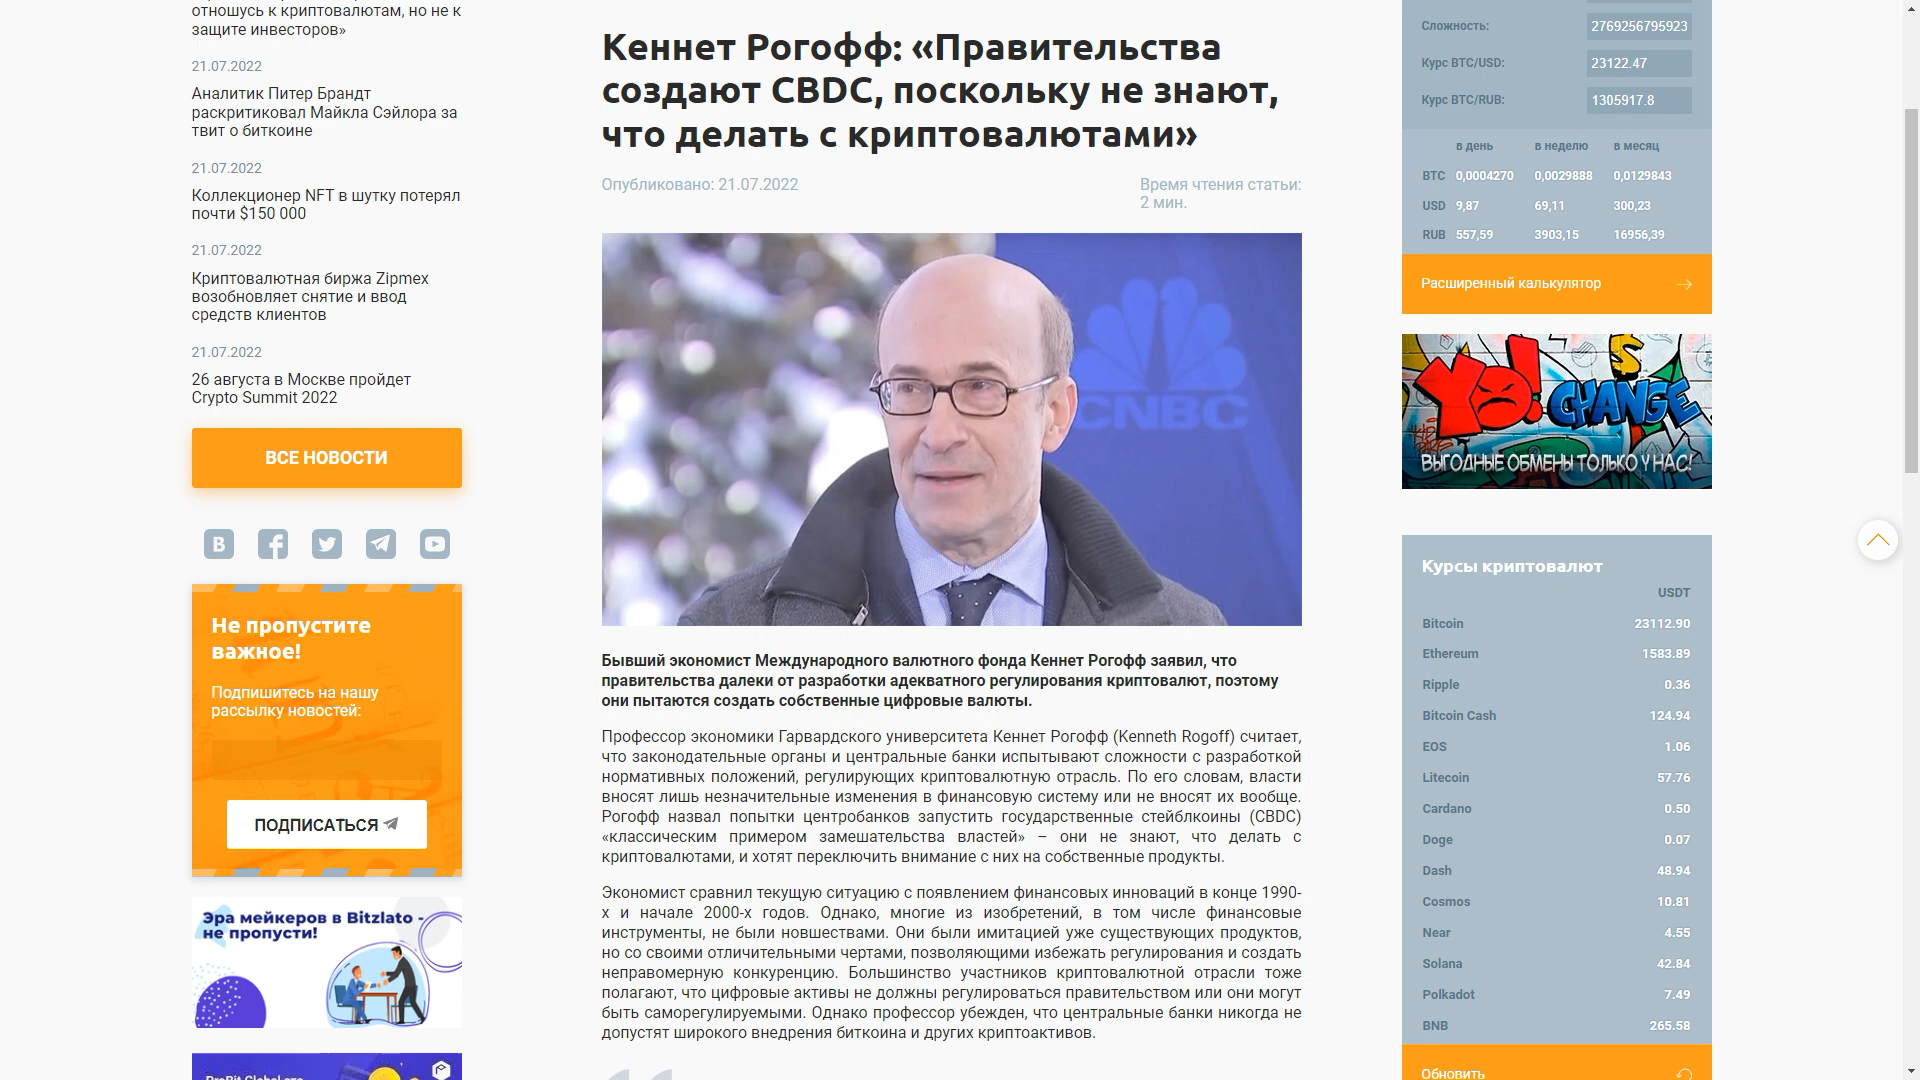 отношусь к криптовалютам, но не к
защите инвесторов»
21.07.2022
Аналитик Питер Брандт
раскритиковал Майкла Сэйлора за
твит о биткоине
21.07.2022
Коллекционер NFT в шутку потерял
почти $150 000
21.07.2022
Криптовалютная биржа Zipmex
возобновляет снятие и ввод
средств клиентов
21.07.2022
26 августа в Москве пройдет
Crypto Summit 2022
ВСЕ НОВОСТИ
Не пропустите
важное!
Подпишитесь на нашу
рассылку новостей:
ПОДПИСАТЬСЯ
Эра мейкеров в Bitzlato -
не пропусти!
ProBit Global это
Кеннет Рогофф: «Правительства
создают CBDC, поскольку не знают,
что делать с криптовалютами»
Опубликовано: 21.07.2022
Время чтения статьи:
2 мин.
CNBC
Бывший экономист Международного валютного фонда Кеннет Рогофф заявил, что
правительства далеки от разработки адекватного регулирования криптовалют, поэтому
они пытаются создать собственные цифровые валюты.
Профессор экономики Гарвардского университета Кеннет Рогофф (Kenneth Rogoff) считает,
что законодательные органы и центральные банки испытывают сложности с разработкой
нормативных положений, регулирующих криптовалютную отрасль. По его словам, власти
вносят лишь незначительные изменения в финансовую систему или не вносят их вообще.
Рогофф назвал попытки центробанков запустить государственные стейблкоины (CBDC)
«классическим примером замешательства властей» – они не знают, что делать с
криптовалютами, и хотят переключить внимание с них на собственные продукты.
Экономист сравнил текущую ситуацию с появлением финансовых инноваций в конце 1990-
х и начале 2000-х годов. Однако, многие из изобретений, в том числе финансовые
инструменты, не были новшествами. Они были имитацией уже существующих продуктов,
но со своими отличительными чертами, позволяющими избежать регулирования и создать
неправомерную конкуренцию. Большинство участников криптовалютной отрасли тоже
полагают, что цифровые активы не должны регулироваться правительством или они могут
быть саморегулируемыми. Однако профессор убежден, что центральные банки никогда не
допустят широкого внедрения биткоина и других криптоактивов.
Сложность: 2769256795923
Курс BTC/USD: 23122.47
Курс BTC/RUB: 1305917.8
в день в неделю в месяц
BTC 0,0004270 0,0029888 0,0129843
USD 9,87 69,11 300,23
RUB 557,59 3903,15 16956,39
Расширенный калькулятор
Yo! $
CHANGE
ВЫГОДНЫЕ ОБМЕНЫ ТОЛЬКО У НАС!
Курсы криптовалют
USDT
Bitcoin 23112.90
Ethereum 1583.89
Ripple 0.36
Bitcoin Cash 124.94
EOS 1.06
Litecoin 57.76
Cardano 0.50
Doge 0.07
Dash 48.94
Cosmos 10.81
Near 4.55
Solana 42.84
Polkadot 7.49
BNB 265.58
Обновить